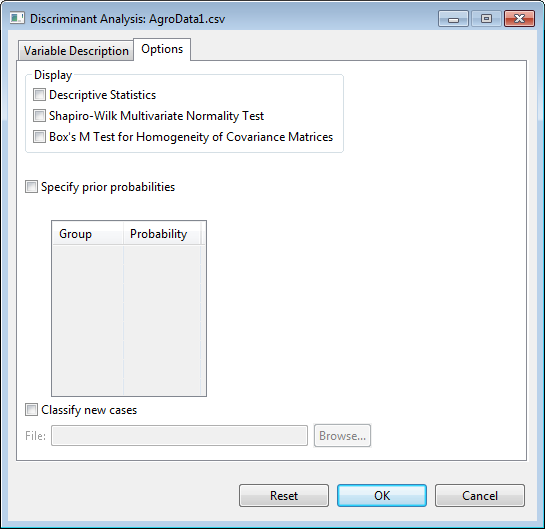 Discriminant Analysis: AgroData1.csv
Variable Description Options
Display
Descriptive Statistics
Shapiro-Wilk Multivariate Normality Test
Box's M Test for Homogeneity of Covariance Matrices
Specify prior probabilities
Group Probability
Classify new cases
File: Browse...
Reset OK Cancel